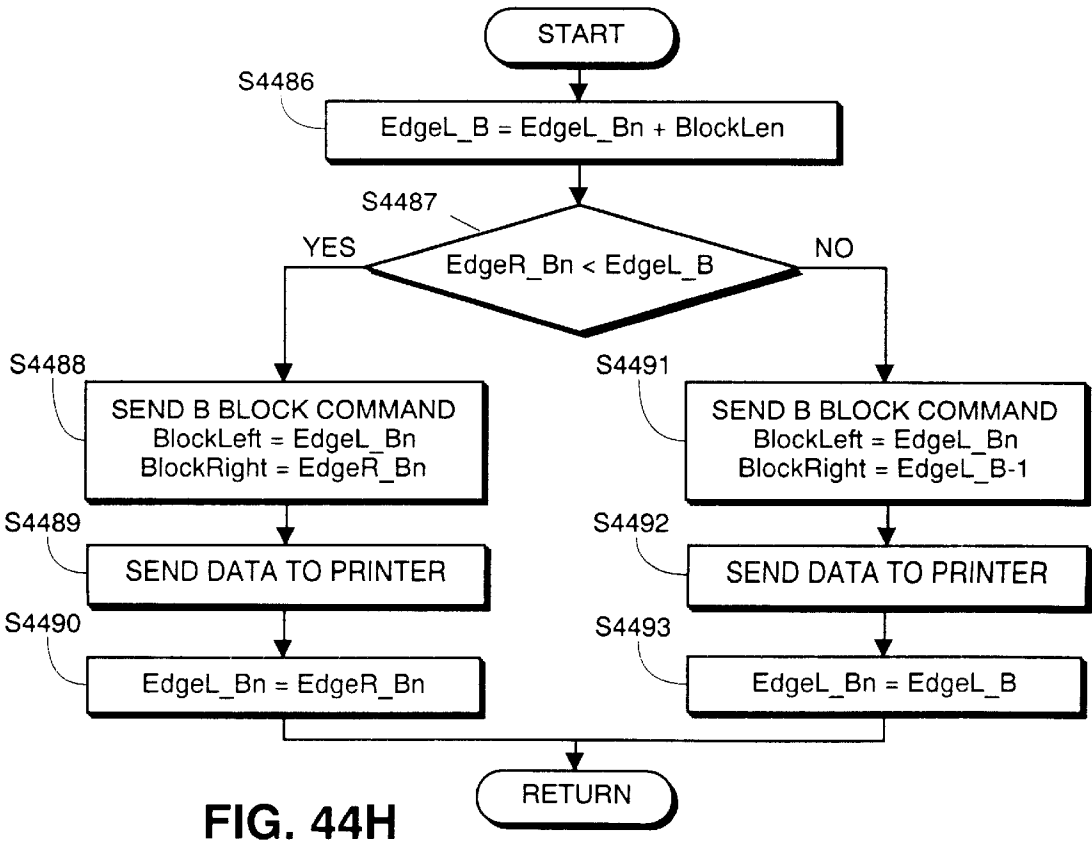 START
S4486
EdgeL_B = EdgeL_Bn + BlockLen
S4487
YES
NO
EdgeR_Bn < EdgeL_B
S4488
SEND B BLOCK COMMAND
BlockLeft = EdgeL_Bn
BlockRight = EdgeR_Bn
S4491
SEND B BLOCK COMMAND
BlockLeft = EdgeL_Bn
BlockRight = EdgeL_B-1
S4489
SEND DATA TO PRINTER
S4492
SEND DATA TO PRINTER
S4490
EdgeL_Bn = EdgeR_Bn
S4493
EdgeL_Bn = EdgeL_B
RETURN
FIG. 44H